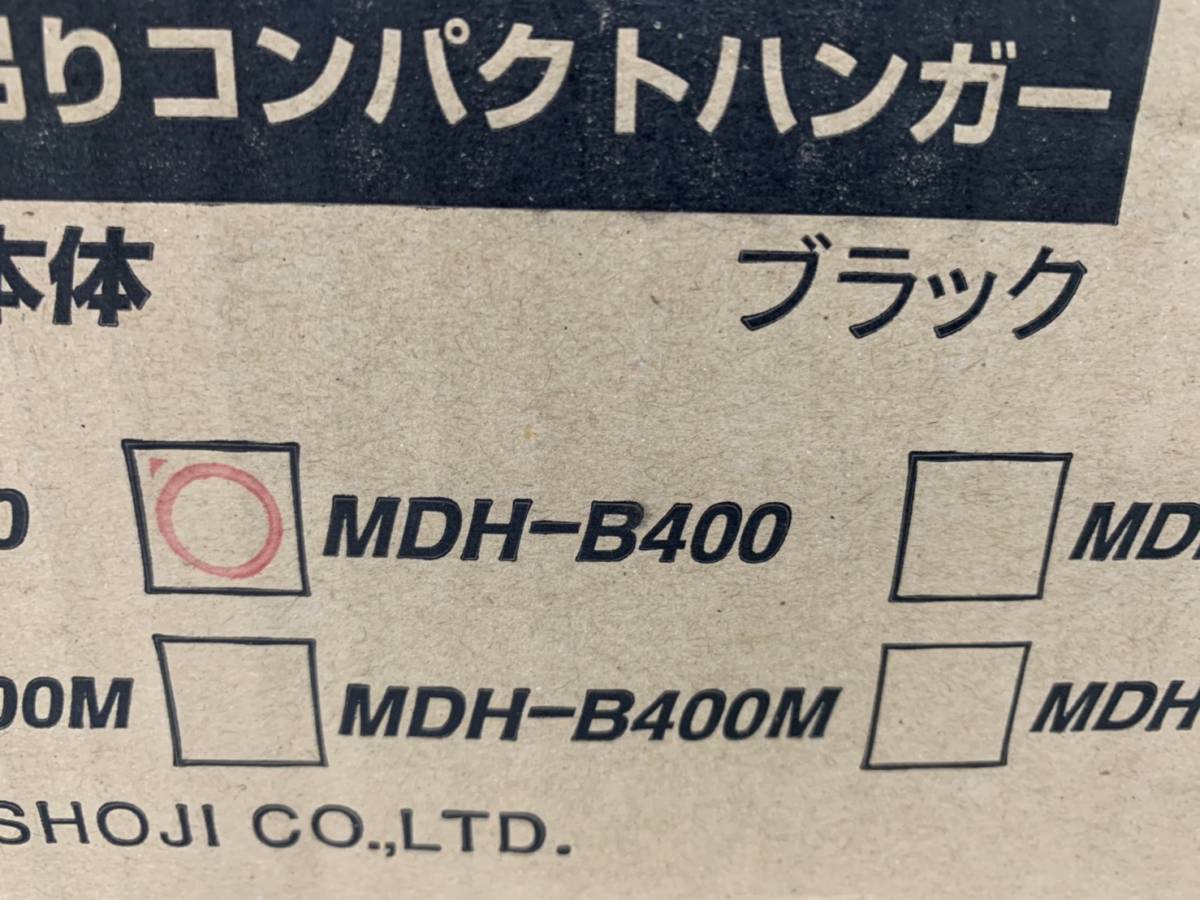 吊りコンパクトハンガー
本体 ブラック
0 MDH-B400 MD
00M MDH-B400M MDH
SHOJI CO.,LTD.